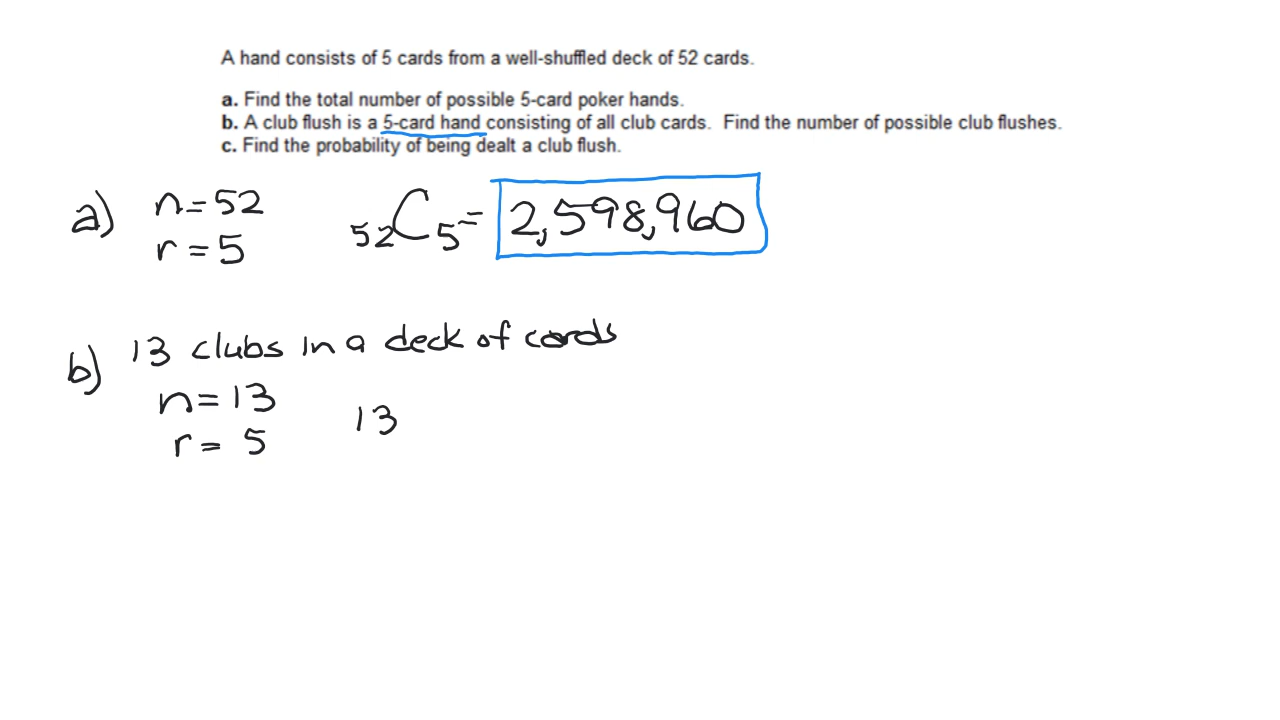 A hand consists of 5 cards from a well-shuffled deck of 52 cards.
a. Find the total number of possible 5-card poker hands.
b. A club flush is a 5-card hand consisting of all club cards.  Find the number of possible club flushes.
c. Find the probability of being dealt a club flush.
a) n=52
r=5
52C5= 2,598,960
b) 13 clubs in a deck of cards
n=13
r= 5
13